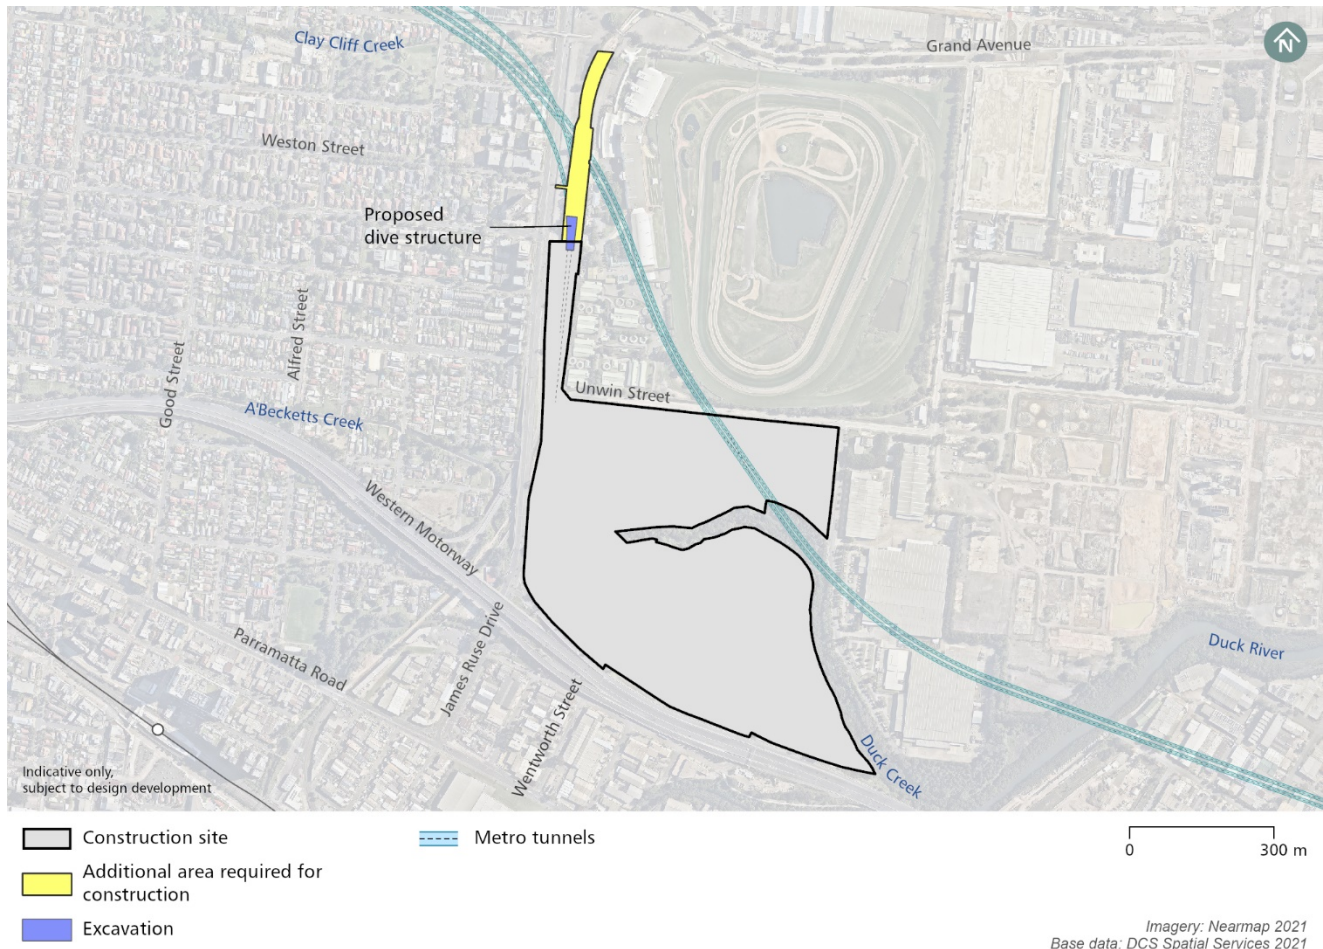 Clay Cliff Creek
Grand Avenue
N
Weston Street
Proposed
dive structure
Alfred Street
Good Street
Unwin Street
A'Becketts Creek
Western Motorway
James Ruse Drive
Parramatta Road
Wentworth Street
Duck River
Duck Creek
Indicative only,
subject to design development
Construction site
Metro tunnels
0 300 m
Additional area required for
construction
Excavation
Imagery: Nearmap 2021
Base data: DCS Spatial Services 2021